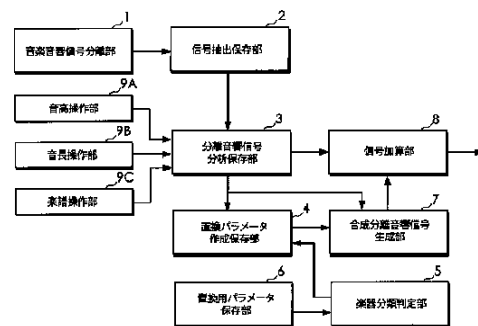 1
音楽音響信号分離部
2
信号抽出保存部
9A
音高操作部
9B
音長操作部
9C
楽譜操作部
3
分離音響信号
分析保存部
8
信号加算部
4
置換パラメータ
作成保存部
7
合成分離音響信号
生成部
6
置換用パラメータ
保存部
5
楽器分類判定部